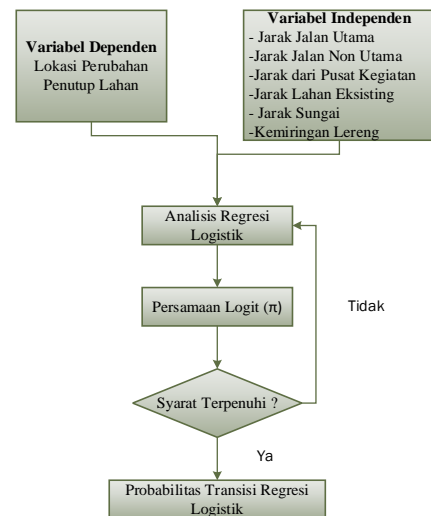 Variabel Dependen
Lokasi Perubahan
Penutup Lahan
Variabel Independen
- Jarak Jalan Utama
-Jarak Jalan Non Utama
-Jarak dari Pusat Kegiatan
-Jarak Lahan Eksisting
- Jarak Sungai
-Kemiringan Lereng
Analisis Regresi
Logistik
Persamaan Logit (π)
Tidak
Syarat Terpenuhi ?
Ya
Probabilitas Transisi Regresi
Logistik